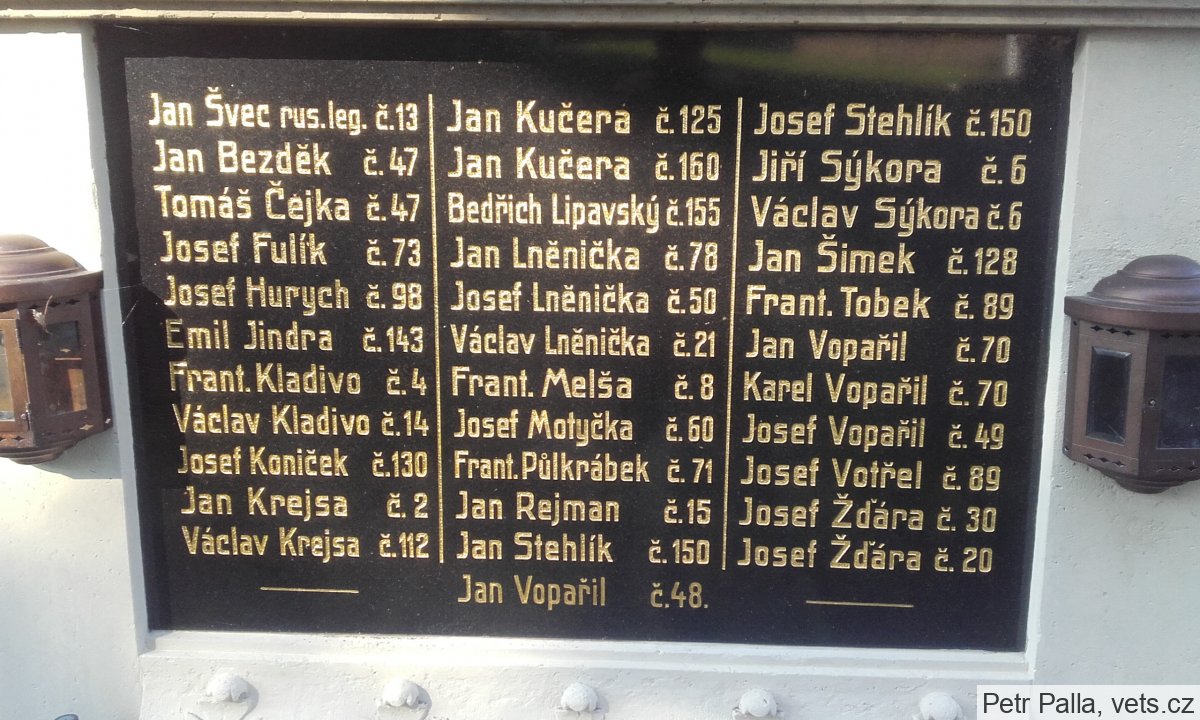 Jan Švec rus.leg. č.13
Jan Bezděk č.47
Tomáš Čejka č.47
Josef Fulík č.73
Josef Hurych č.98
Emil Jindra č.143
Frant. Kladivo č.4
Václav Kladivo č.14
Josef Koniček č.130
Jan Krejsa č.2
Václav Krejsa č.112
Jan Kučera č.125
Jan Kučera č.160
Bedřich Lipavský č.155
Jan Lněnička č.78
Josef Lněnička č.50
Václav Lněnička č.21
Frant. Melša č.8
Josef Motyčka č.60
Frant. Půlkrábek č.71
Jan Rejman č.15
Jan Stehlík č.150
Josef Stehlík č.150
Jiří Sýkora č.6
Václav Sýkora č.6
Jan Šimek č.128
Frant. Tobek č.89
Jan Vopařil č.70
Karel Vopařil č.70
Josef Vopařil č.49
Josef Votřel č.89
Josef Žďára č.30
Josef Žďára č.20
Jan Vopařil č.48.
Petr Palla, vets.cz